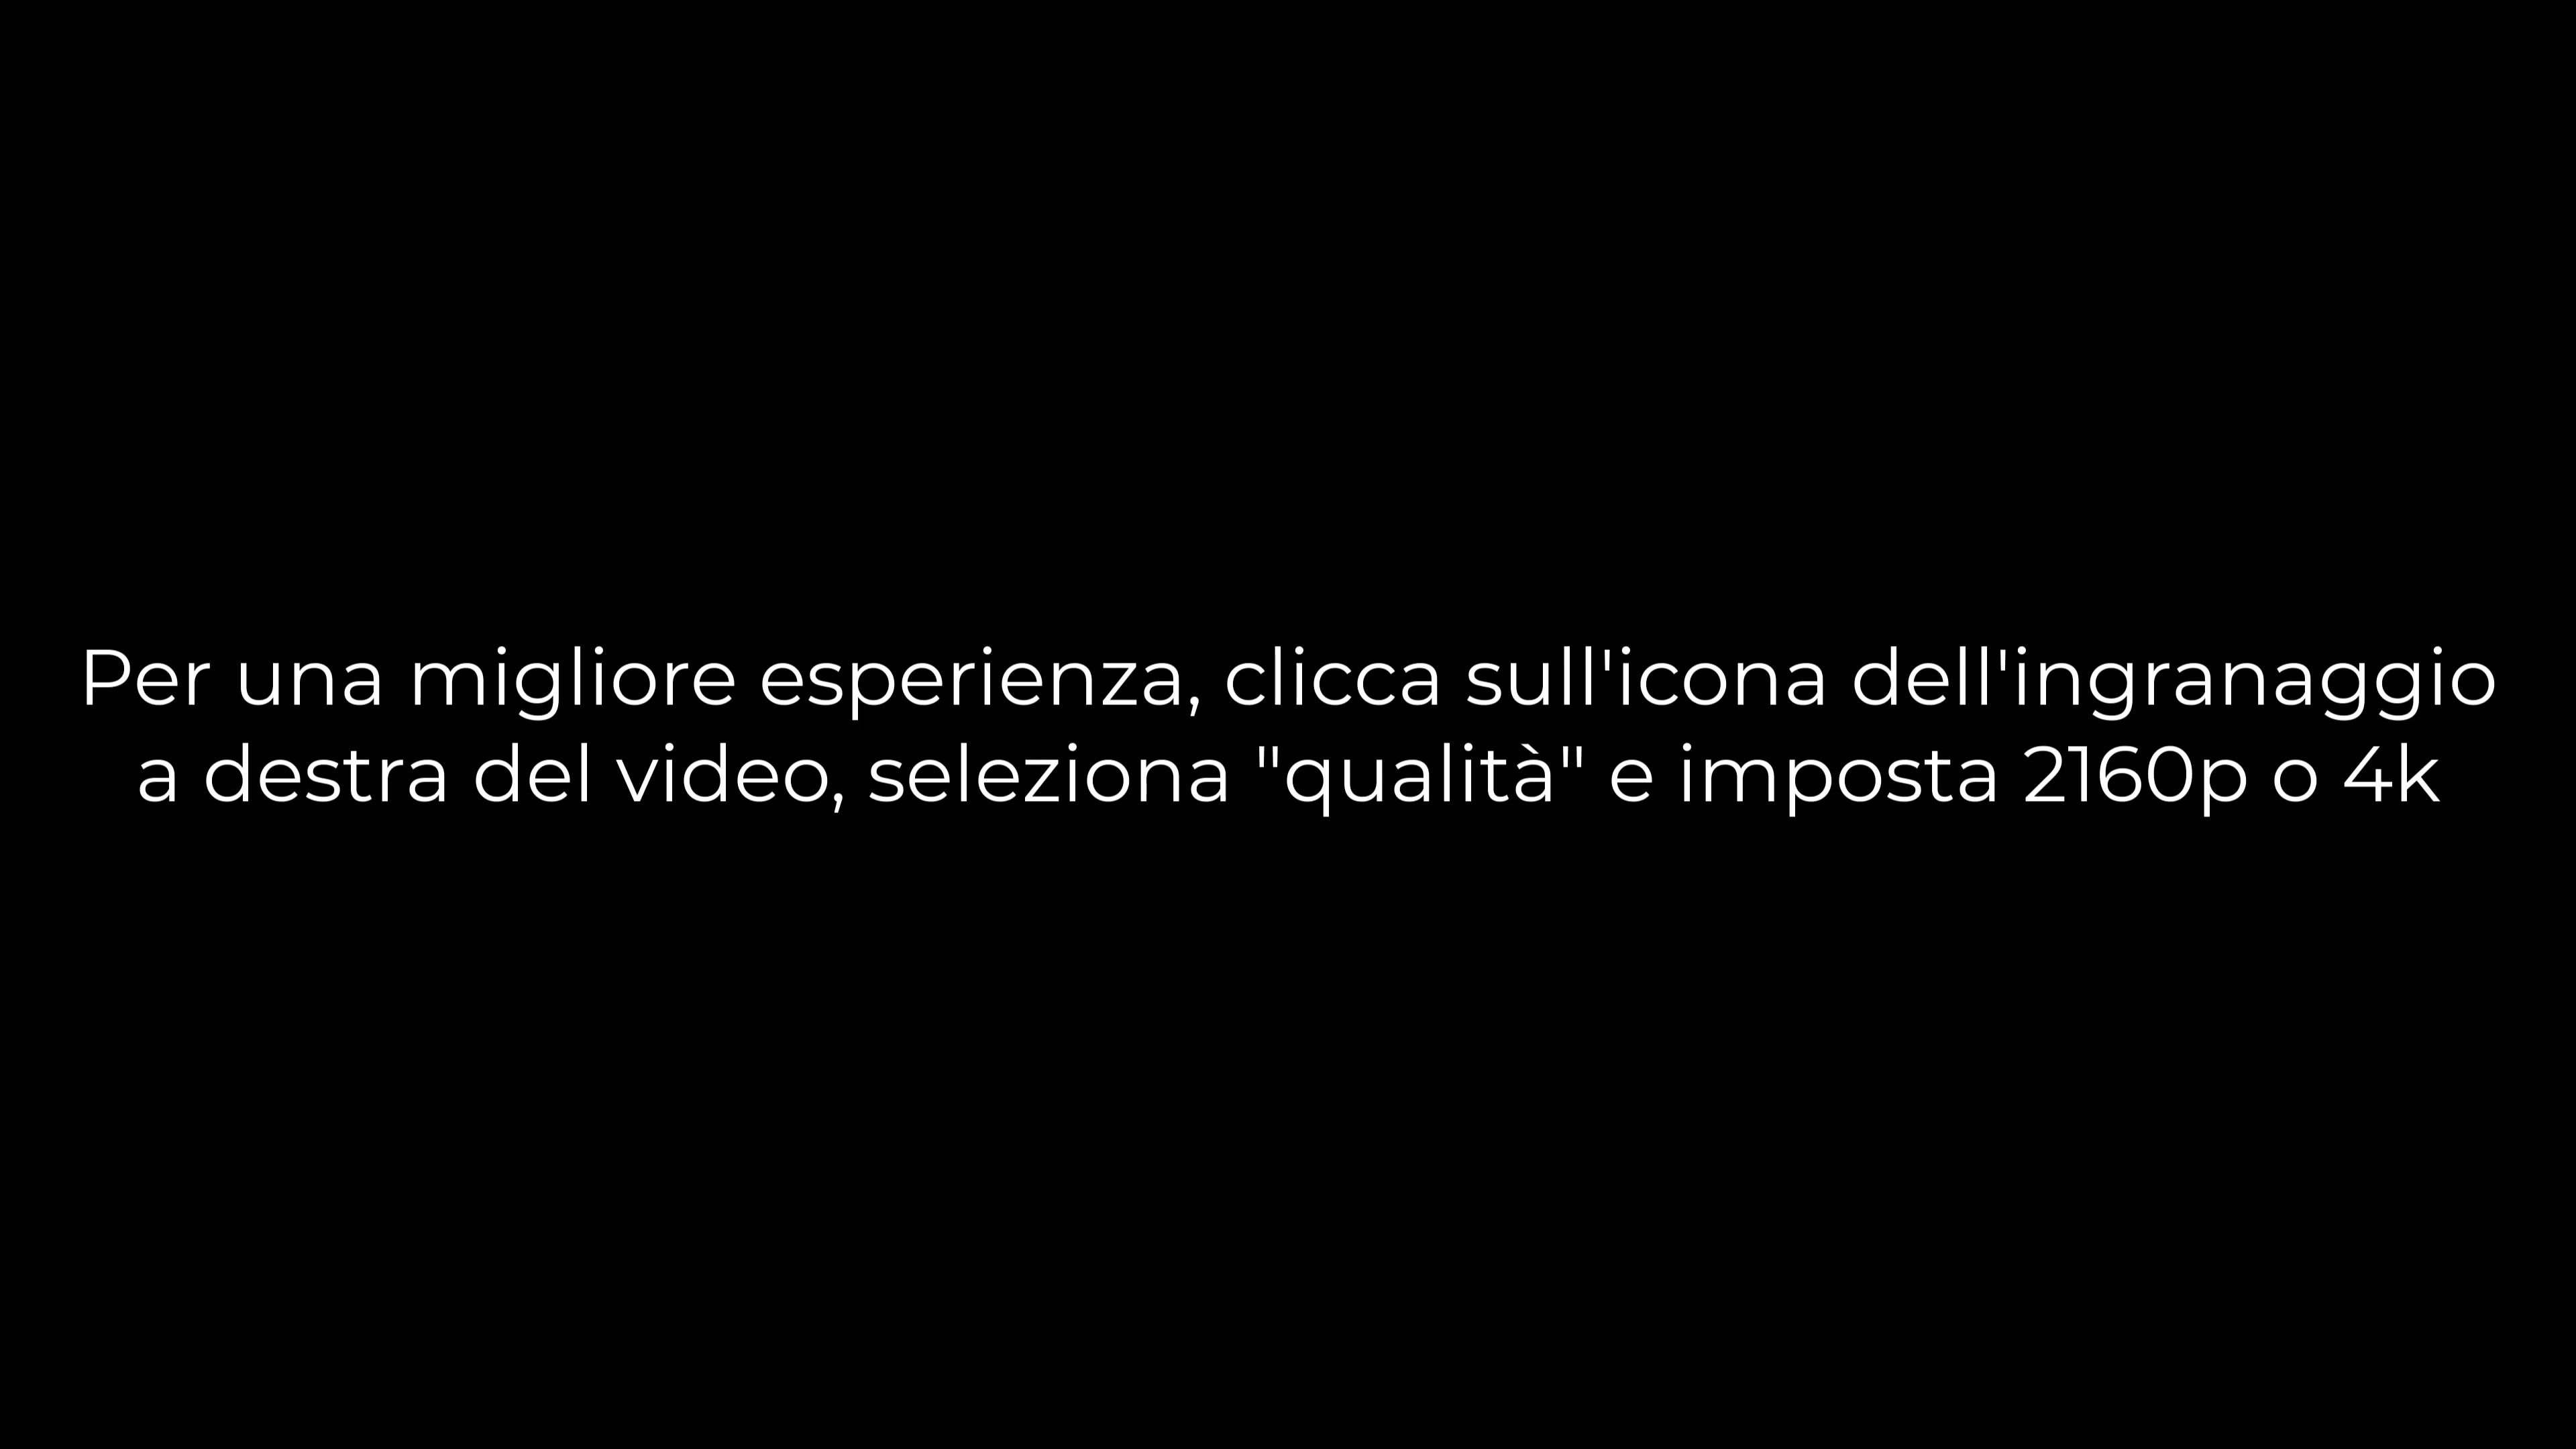 Per una migliore esperienza, clicca sull'icona dell'ingranaggio
a destra del video, seleziona "qualità" e imposta 2160p o 4k